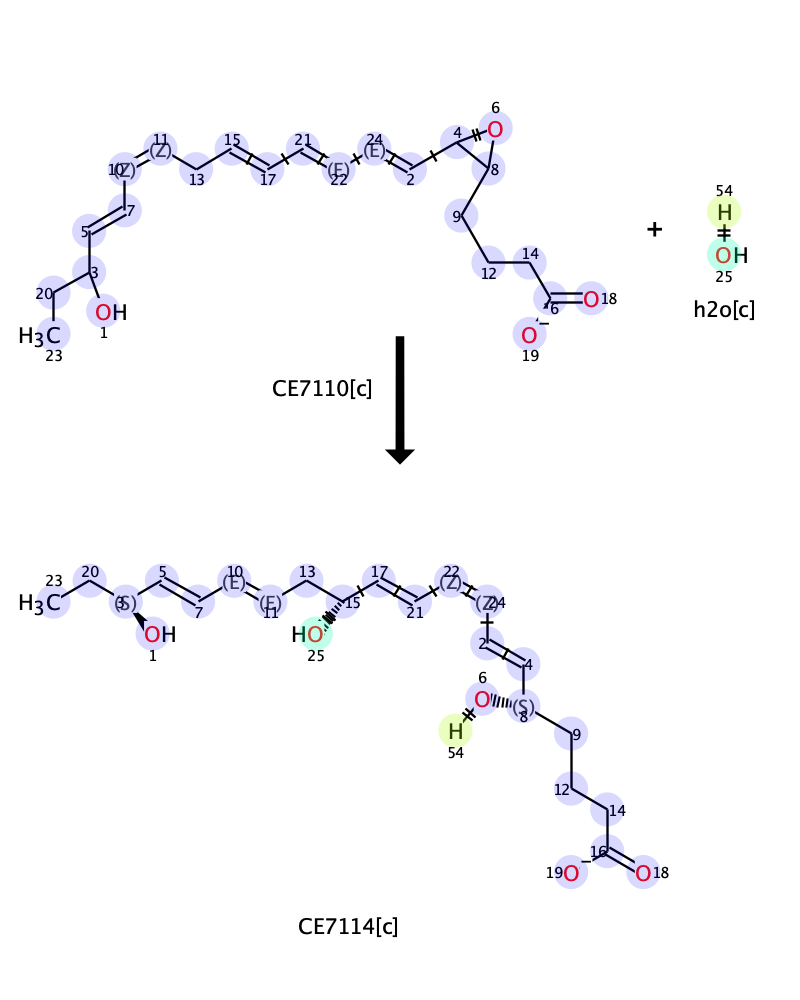 6
11 15 21 24 4 O
10 (Z) (Z) (E) (E)
13 17 22 2 8
54
H
7 9
5 + OH
25
3 12 14
h2o[c]
20 16 O 18
OH
H3C 1 O−
23 19
CE7110[c]
5 10 13 17 22
23 20 (E) (Z)
H3C (S) 3 7 (E) 11 15 21 (Z) 24
OH HO
1 25 2
4
6
O (S)
8
H 9
54
12
14
16
19 O− O 18
CE7114[c]